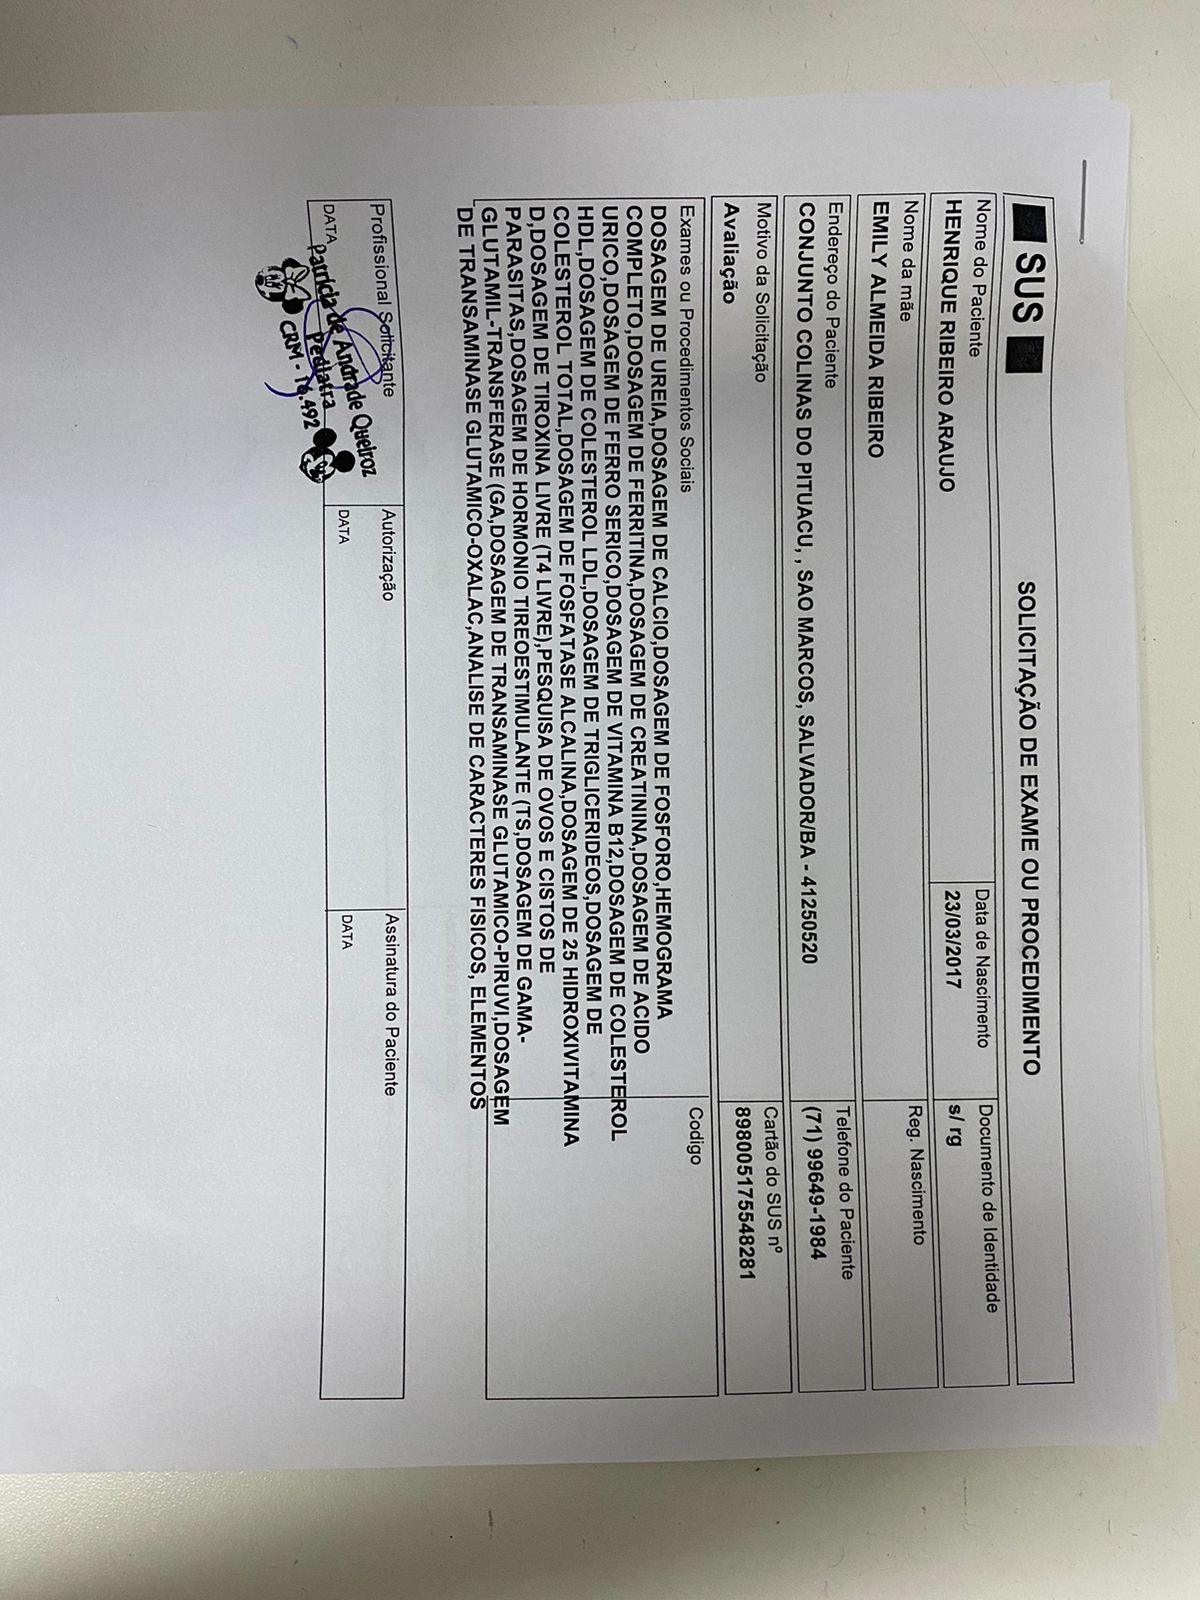 SUS
SOLICITAÇÃO DE EXAME OU PROCEDIMENTO
Nome do Paciente
HENRIQUE RIBEIRO ARAUJO
Data de Nascimento
23/03/2017
Documento de Identidade
s/ rg
Nome da mãe
EMILY ALMEIDA RIBEIRO
Reg. Nascimento
Endereço do Paciente
CONJUNTO COLINAS DO PITUACU, , SAO MARCOS, SALVADOR/BA - 41250520
Telefone do Paciente
(71) 99649-1984
Motivo da Solicitação
Avaliação
Cartão do SUS nº
898005175548281
Exames ou Procedimentos Sociais
Codigo
DOSAGEM DE UREIA,DOSAGEM DE CALCIO,DOSAGEM DE FOSFORO,HEMOGRAMA
COMPLETO,DOSAGEM DE FERRITINA,DOSAGEM DE CREATININA,DOSAGEM DE ACIDO
URICO,DOSAGEM DE FERRO SERICO,DOSAGEM DE VITAMINA B12,DOSAGEM DE COLESTEROL
HDL,DOSAGEM DE COLESTEROL LDL,DOSAGEM DE TRIGLICERIDEOS,DOSAGEM DE
COLESTEROL TOTAL,DOSAGEM DE FOSFATASE ALCALINA,DOSAGEM DE 25 HIDROXIVITAMINA
D,DOSAGEM DE TIROXINA LIVRE (T4 LIVRE),PESQUISA DE OVOS E CISTOS DE
PARASITAS,DOSAGEM DE HORMONIO TIREOESTIMULANTE (TS,DOSAGEM DE GAMA-
GLUTAMIL-TRANSFERASE (GA,DOSAGEM DE TRANSAMINASE GLUTAMICO-PIRUVI,DOSAGEM
DE TRANSAMINASE GLUTAMICO-OXALAC,ANALISE DE CARACTERES FISICOS, ELEMENTOS
Profissional Solicitante
Autorização
Assinatura do Paciente
DATA
DATA
DATA
Patricia de Andrade Queiroz
Pediatra
CRM - 16.492